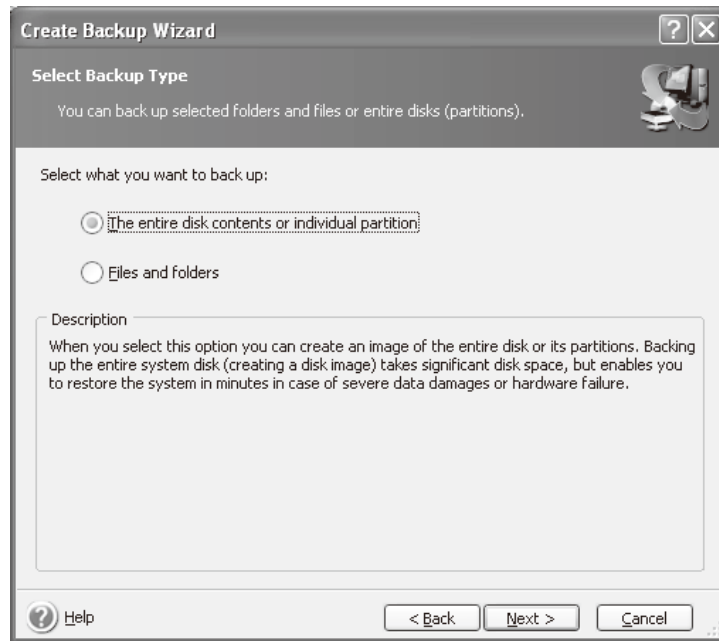 Create Backup Wizard
Select Backup Type
You can back up selected folders and files or entire disks (partitions).
Select what you want to back up:
The entire disk contents or individual partition
Files and folders
Description
When you select this option you can create an image of the entire disk or its partitions. Backing
up the entire system disk (creating a disk image) takes significant disk space, but enables you
to restore the system in minutes in case of severe data damages or hardware failure.
? Help
< Back
Next >
Cancel